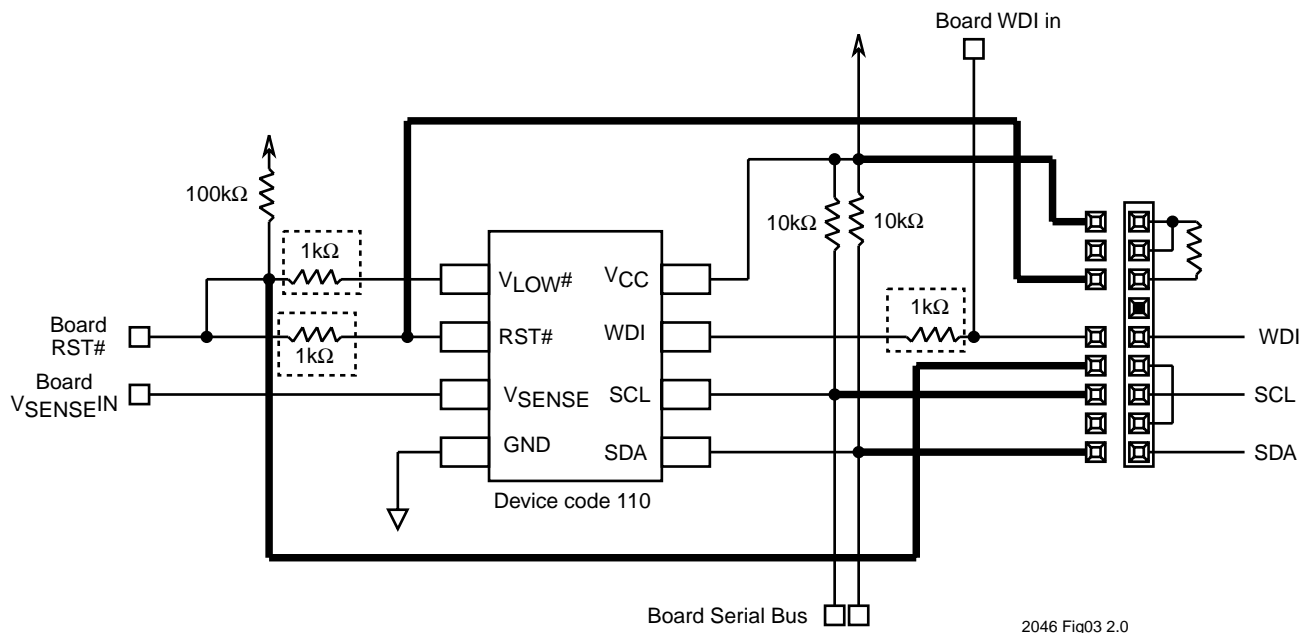 Board WDI in
100kΩ
1kΩ
10kΩ
10kΩ
VLOW#
VCC
1kΩ
Board
RST#
1kΩ
RST#
WDI
WDI
Board
VSENSEIN
VSENSE
SCL
SCL
GND
SDA
SDA
Device code 110
Board Serial Bus
2046 Fig03 2.0